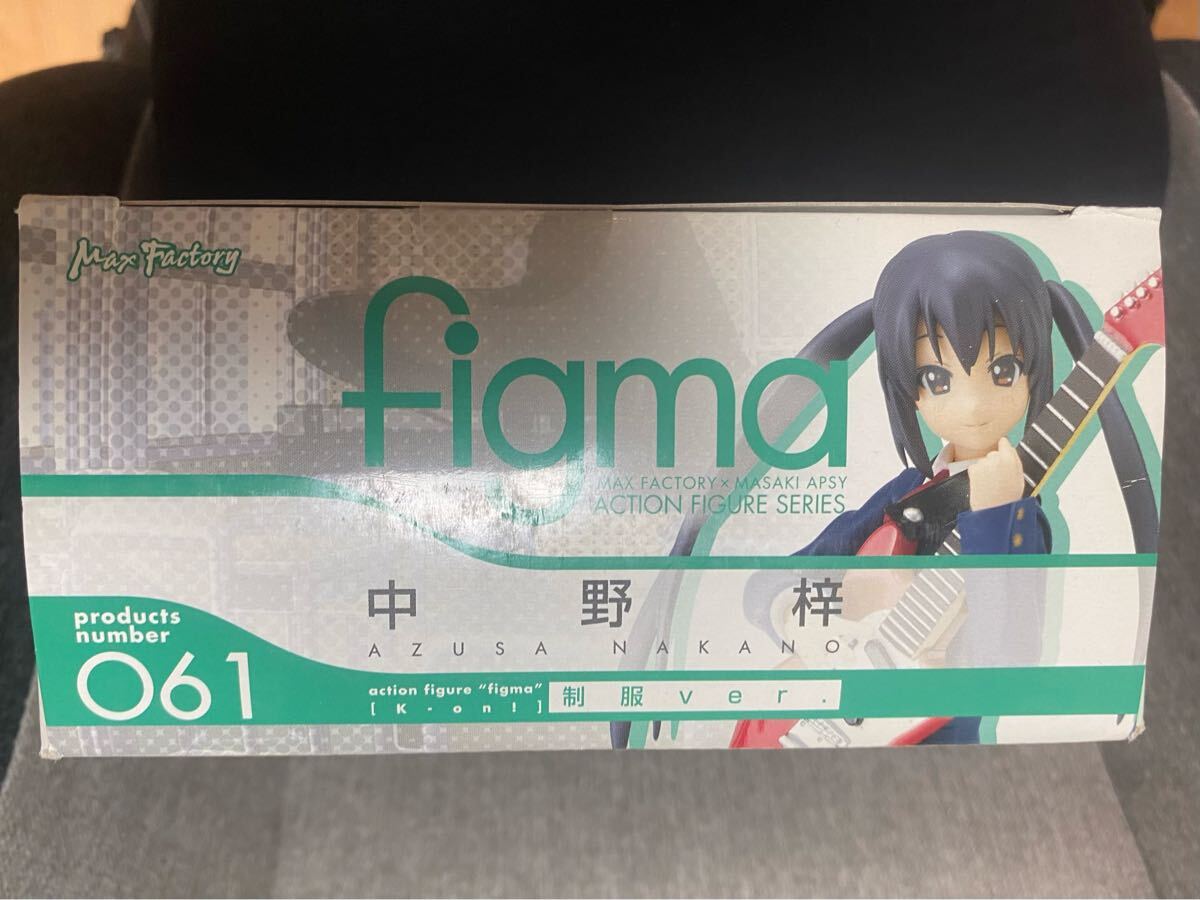 Max Factory
figma
MAX FACTORY × MASAKI APSY
ACTION FIGURE SERIES
中野梓
AZUSA NAKANO
products
number
061
action figure "figma"
[K-on!]
制服ver.